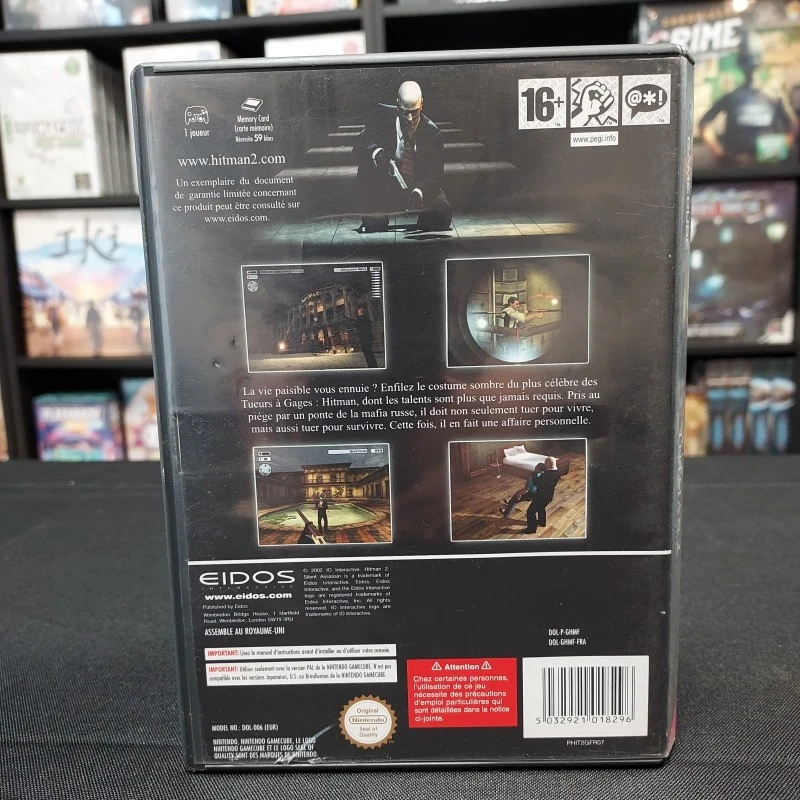 1 joueur
Memory Card
(carte mémoire)
Nécessite 59 blocs
www.hitman2.com
Un exemplaire du document
de garantie limitée concernant
ce produit peut être consulté sur
www.eidos.com.
16+
@*!
www.pegi.info
RIME
La vie paisible vous ennuie ? Enfilez le costume sombre du plus célèbre des
Tueurs à Gages : Hitman, dont les talents sont plus que jamais requis. Pris au
piège par un ponte de la mafia russe, il doit non seulement tuer pour vivre,
mais aussi tuer pour survivre. Cette fois, il en fait une affaire personnelle.
EIDOS
INTERACTIVE
www.eidos.com
Published by Eidos
Wimbledon Bridge House, 1 Hartfield
Road, Wimbledon, London SW19 3RU
© 2002 IO Interactive. Hitman 2:
Silent Assassin is a trademark of
Eidos Interactive. Eidos, Eidos
Interactive, and the Eidos Interactive
logo are registered trademarks of
Eidos Interactive, Inc. All rights
reserved. IO Interactive logo are
trademarks of IO Interactive.
ASSEMBLE AU ROYAUME-UNI
DOL-P-GHMF
DOL-GHMF-FRA
IMPORTANT: Lisez le manuel d'instructions avant d'installer ou d'utiliser votre console.
IMPORTANT: Utiliser seulement avec la version PAL de la NINTENDO GAMECUBE. N'est pas
compatible avec les versions Japonaises, U.S. ou Brésiliennes de la NINTENDO GAMECUBE.
Attention
Chez certaines personnes,
l'utilisation de ce jeu
nécessite des précautions
d'emploi particulières qui
sont détaillées dans la notice
ci-jointe.
MODEL NO: DOL-006 (EUR)
NINTENDO, NINTENDO GAMECUBE, LE LOGO
NINTENDO GAMECUBE ET LE LOGO SEAL OF
QUALITY SONT DES MARQUES DE NINTENDO.
Original
Nintendo
Seal of
Quality
5 032921 018296
PHIT2GFR07